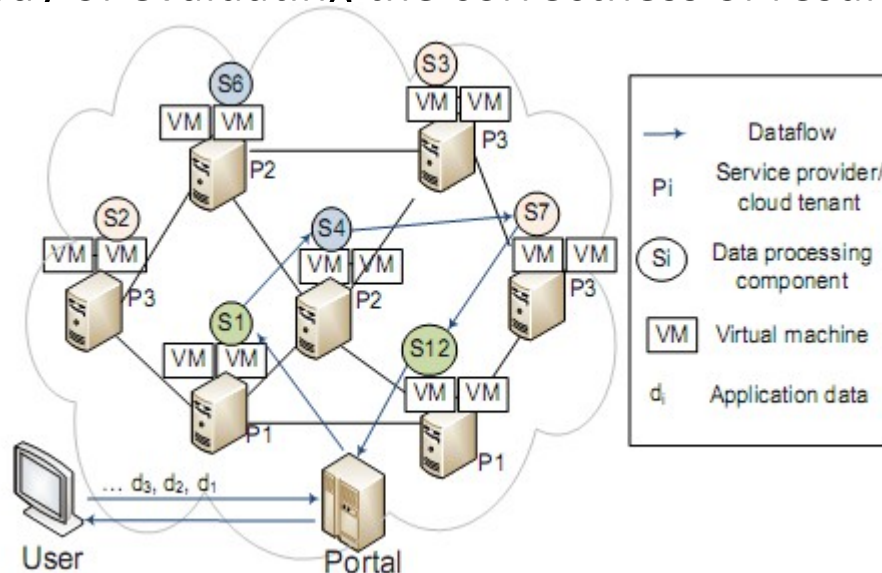 S6
VM VM
P2
S3
VM VM
P3
S2
VM VM
P3
S4
VM VM
P2
S7
VM VM
P3
S1
VM VM
P1
S12
VM VM
P1
... d₃, d₂, d₁
User
Portal
Dataflow
Pi Service provider/
cloud tenant
Si Data processing
component
VM Virtual machine
dᵢ Application data